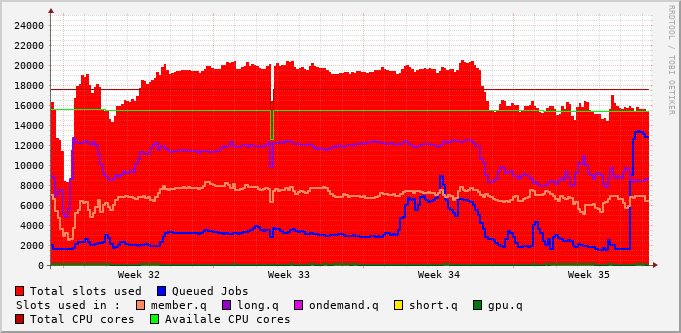 RRDTOOL / TOBI OETIKER
24000
22000
20000
18000
16000
14000
12000
10000
8000
6000
4000
2000
0
Week 32 Week 33 Week 34 Week 35
Total slots used Queued Jobs
Slots used in : member.q long.q ondemand.q short.q gpu.q
Total CPU cores Availale CPU cores